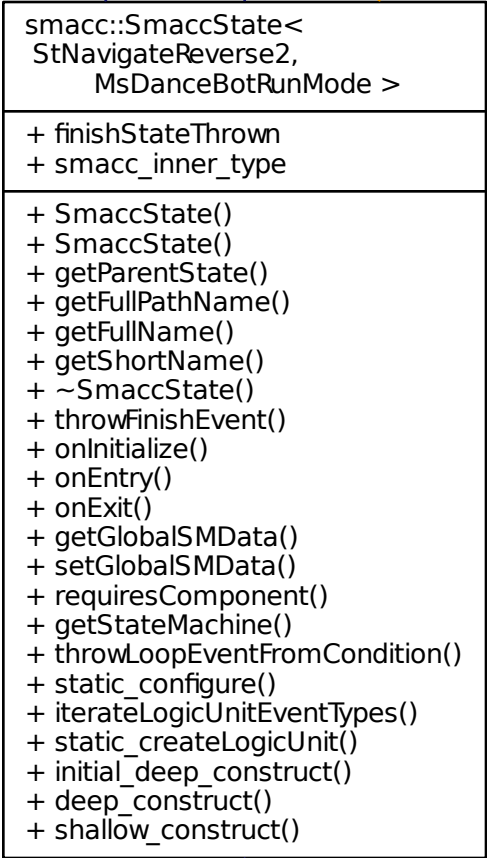 smacc::SmaccState<
StNavigateReverse2,
MsDanceBotRunMode >
+ finishStateThrown
+ smacc_inner_type
+ SmaccState()
+ SmaccState()
+ getParentState()
+ getFullPathName()
+ getFullName()
+ getShortName()
+ ~SmaccState()
+ throwFinishEvent()
+ onInitialize()
+ onEntry()
+ onExit()
+ getGlobalSMData()
+ setGlobalSMData()
+ requiresComponent()
+ getStateMachine()
+ throwLoopEventFromCondition()
+ static_configure()
+ iterateLogicUnitEventTypes()
+ static_createLogicUnit()
+ initial_deep_construct()
+ deep_construct()
+ shallow_construct()